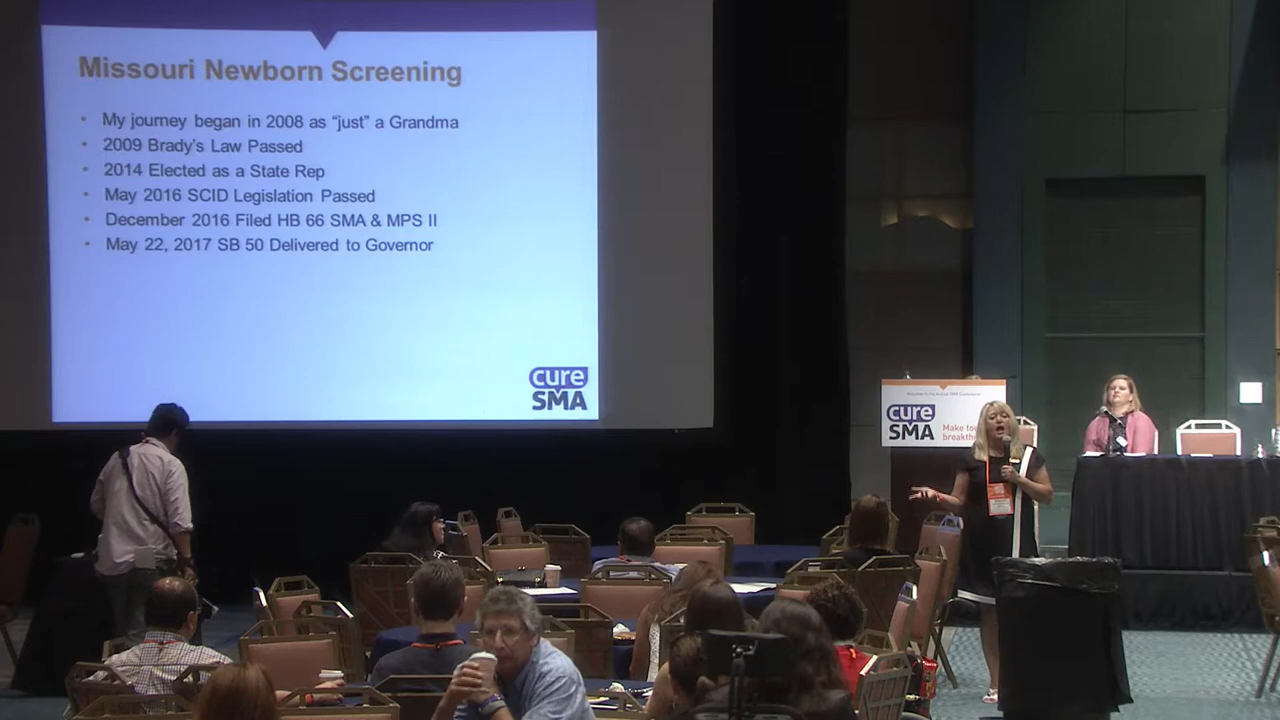 Missouri Newborn Screening
• My journey began in 2008 as “just” a Grandma
• 2009 Brady’s Law Passed
• 2014 Elected as a State Rep
• May 2016 SCID Legislation Passed
• December 2016 Filed HB 66 SMA & MPS II
• May 22, 2017 SB 50 Delivered to Governor
cure
SMA
cure
SMA
Make